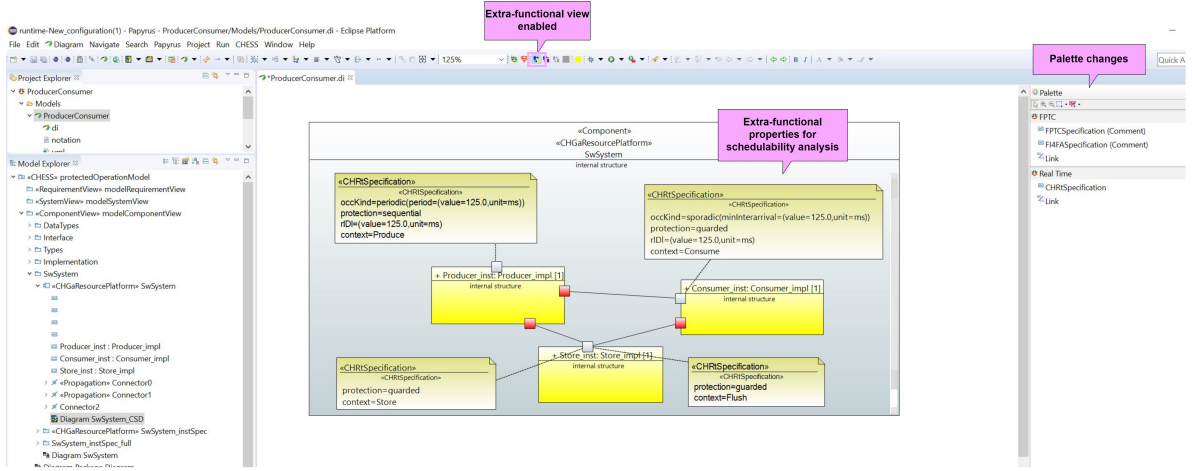 Extra-functional view
enabled
runtime-New_configuration(1) - Papyrus - ProducerConsumer/Models/ProducerConsumer.di - Eclipse Platform
File Edit Diagram Navigate Search Papyrus Project Run CHESS Window Help
125%
B I A
Quick A
Palette changes
Project Explorer
ProducerConsumer
Models
ProducerConsumer
di
notation
Model Explorer
«CHESS» protectedOperationModel
«RequirementView» modelRequirementView
«SystemView» modelSystemView
«ComponentView» modelComponentView
DataTypes
Interface
Types
Implementation
SwSystem
«CHGaResourcePlatform» SwSystem
Producer_inst : Producer_impl
Consumer_inst : Consumer_impl
Store_inst : Store_impl
«Propagation» Connector0
«Propagation» Connector1
Connector2
Diagram SwSystem_CSD
«CHGaResourcePlatform» SwSystem_instSpec
SwSystem_instSpec_full
Diagram SwSystem
Diagram Package Diagram
*ProducerConsumer.di
«Component»
«CHGaResourcePlatform»
SwSystem
internal structure
Extra-functional
properties for
schedulability analysis
«CHRtSpecification»
«CHRtSpecification»
occKind=periodic(period=(value=125.0,unit=ms))
protection=sequential
rlDl=(value=125.0,unit=ms)
context=Produce
«CHRtSpecification»
«CHRtSpecification»
occKind=sporadic(minInterarrival=(value=125.0,unit=ms))
protection=guarded
rlDl=(value=125.0,unit=ms)
context=Consume
+ Producer_inst: Producer_impl [1]
internal structure
+ Consumer_inst: Consumer_impl [1]
internal structure
+ Store_inst: Store_impl [1]
internal structure
«CHRtSpecification»
«CHRtSpecification»
protection=guarded
context=Store
«CHRtSpecification»
«CHRtSpecification»
protection=guarded
context=Flush
Palette
FPTC
FPTCSpecification (Comment)
FI4FASpecification (Comment)
Link
Real Time
CHRtSpecification
Link